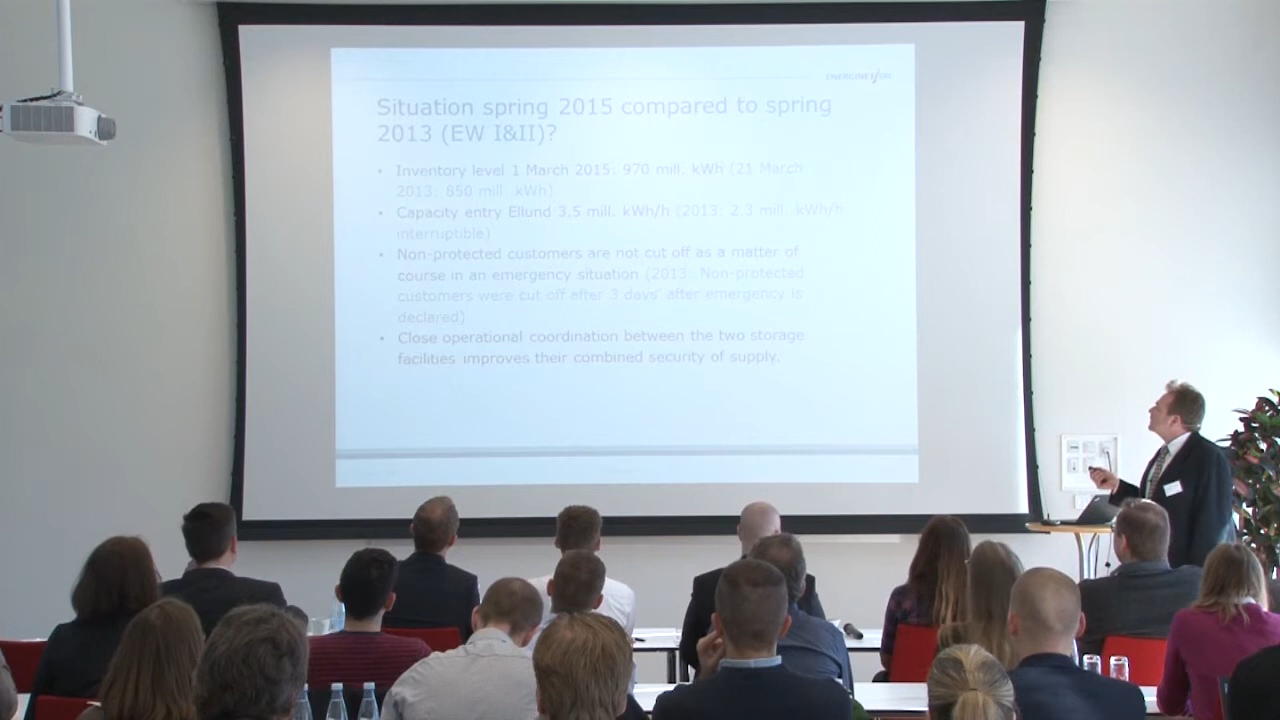 ENERGINET/DK
Situation spring 2015 compared to spring
2013 (EW I&II)?
• Inventory level 1 March 2015: 970 mill. kWh (21 March
2013: 850 mill. kWh)
• Capacity entry Ellund 3,5 mill. kWh/h (2013: 2.3 mill. kWh/h
interruptible)
• Non-protected customers are not cut off as a matter of
course in an emergency situation (2013: Non-protected
customers were cut off after 3 days' after emergency is
declared)
• Close operational coordination between the two storage
facilities improves their combined security of supply.